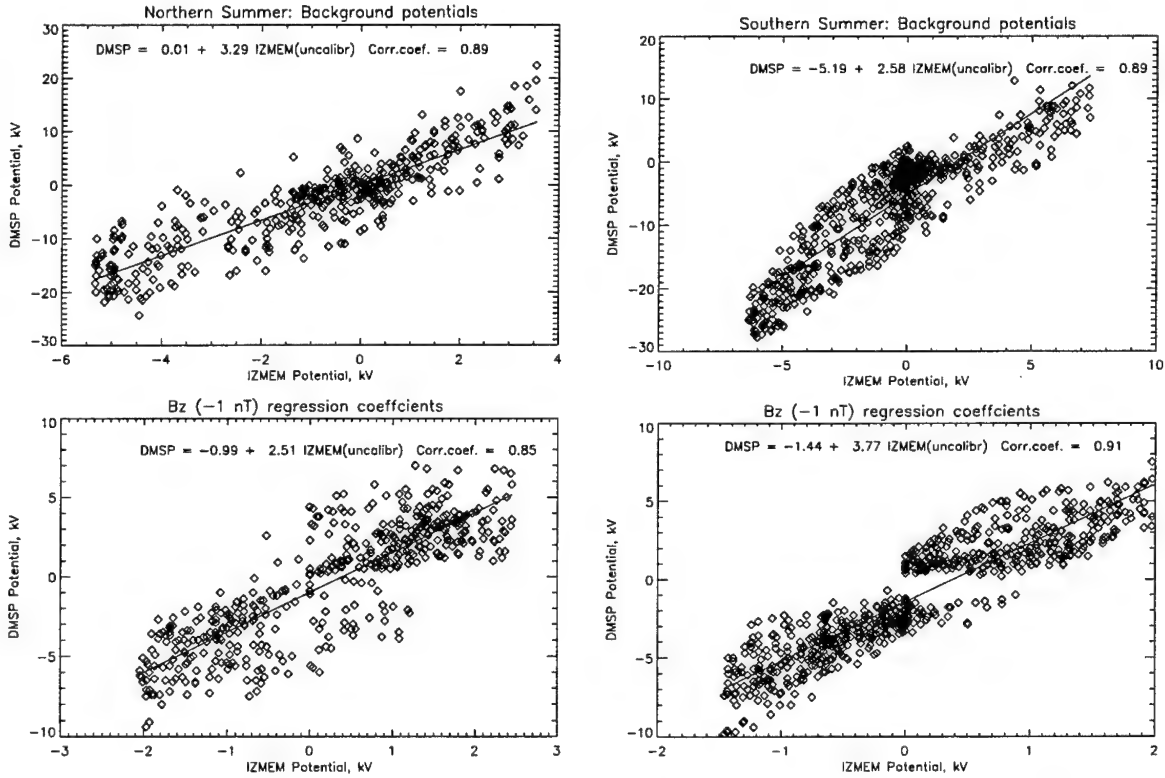 Northern Summer: Background potentials
DMSP = 0.01 + 3.29 IZMEM(uncalibr) Corr.coef. = 0.89
30
20
10
0
−10
−20
−30
DMSP Potential, kV
−6 −4 −2 0 2 4
IZMEM Potential, kV
Southern Summer: Background potentials
DMSP = −5.19 + 2.58 IZMEM(uncalibr) Corr.coef. = 0.89
20
10
0
−10
−20
−30
DMSP Potential, kV
−10 −5 0 5 10
IZMEM Potential, kV
Bz (−1 nT) regression coeffcients
DMSP = −0.99 + 2.51 IZMEM(uncalibr) Corr.coef. = 0.85
10
5
0
−5
−10
DMSP Potential, kV
−3 −2 −1 0 1 2 3
IZMEM Potential, kV
Bz (−1 nT) regression coeffcients
DMSP = −1.44 + 3.77 IZMEM(uncalibr) Corr.coef. = 0.91
10
5
0
−5
−10
DMSP Potential, kV
−2 −1 0 1 2
IZMEM Potential, kV